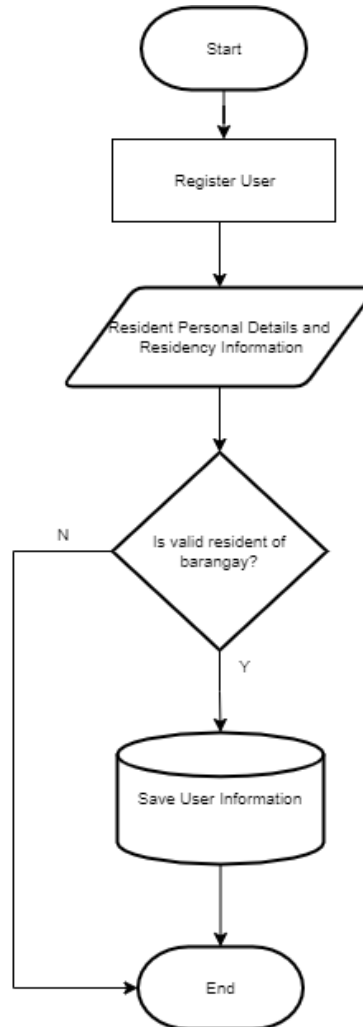 Start
Register User
Resident Personal Details and
Residency Information
N
Is valid resident of
barangay?
Y
Save User Information
End